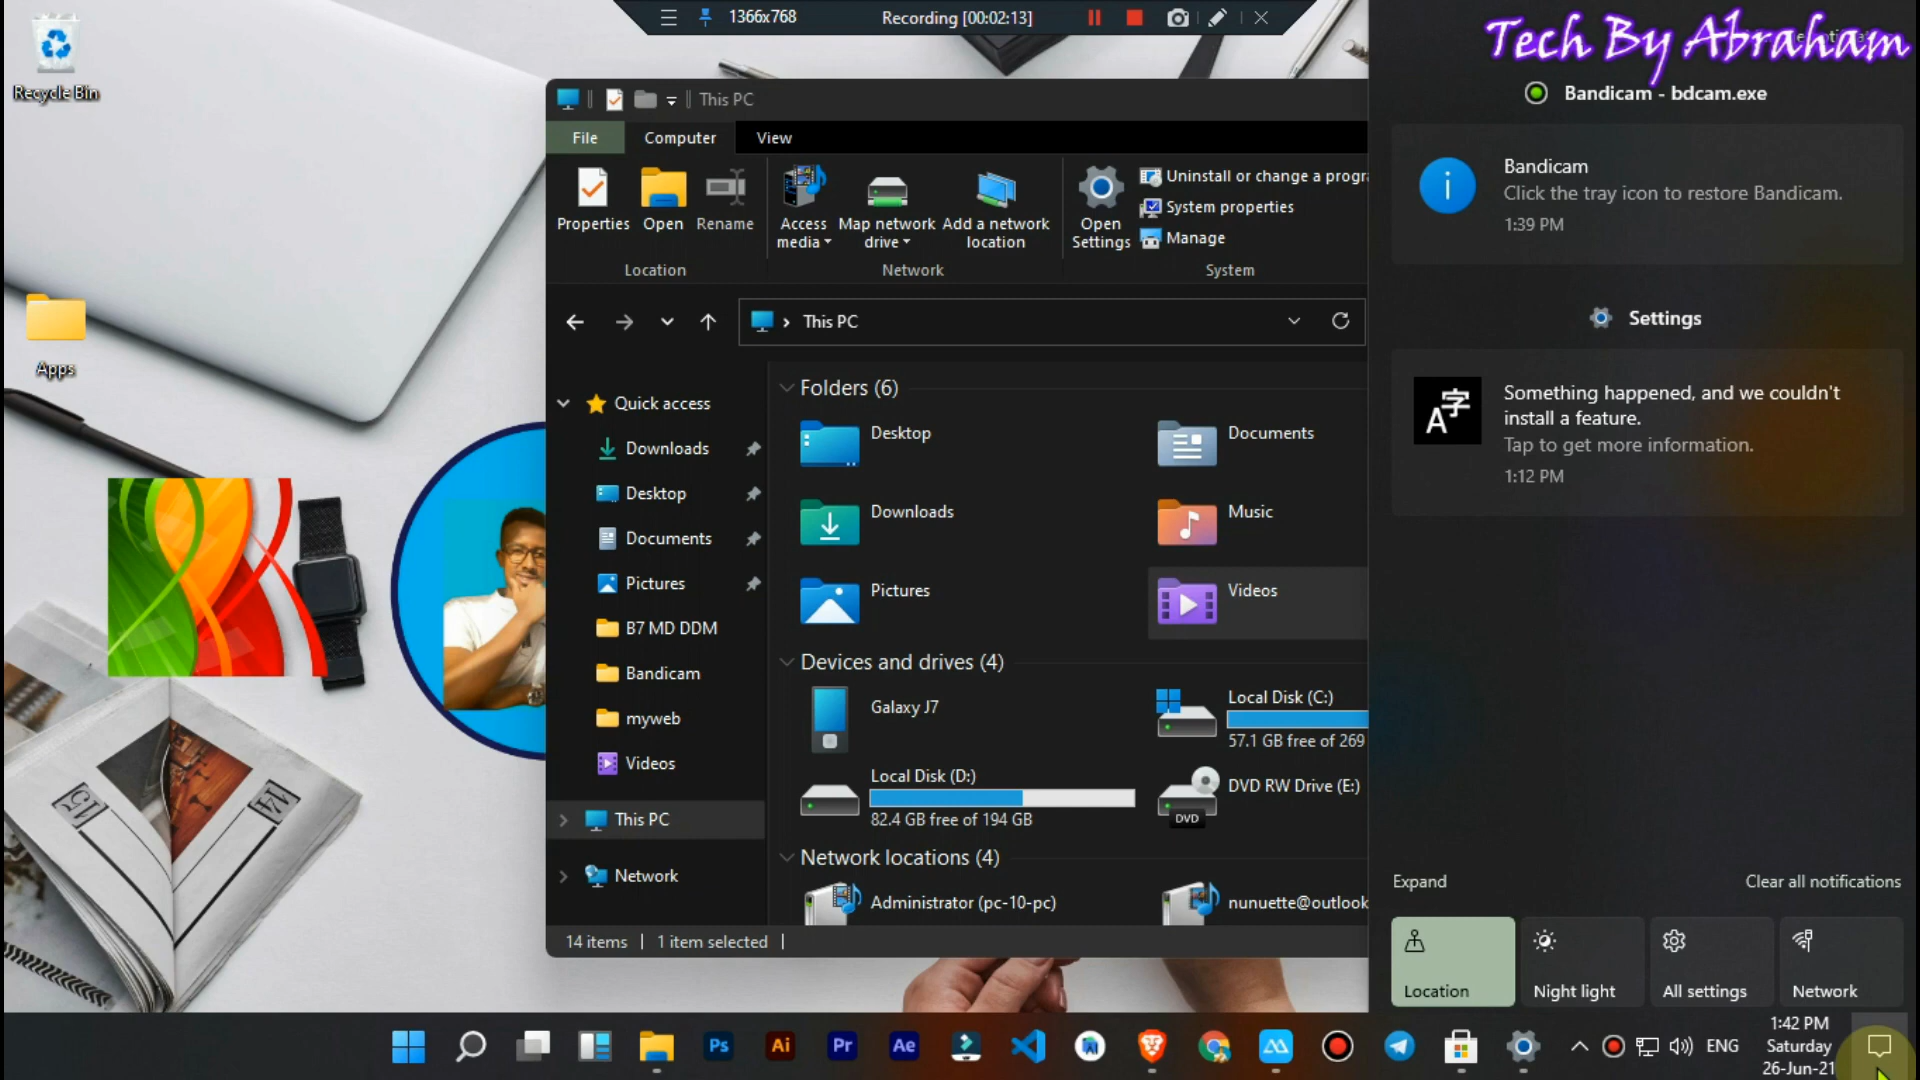 1366x768
Recording [00:02:13]
Tech By Abraham
Recycle Bin
Bandicam - bdcam.exe
This PC
File
Computer
View
Bandicam
Click the tray icon to restore Bandicam.
1:39 PM
Properties
Open
Rename
Access
media
Map network
drive
Add a network
location
Open
Settings
Uninstall or change a progr
System properties
Manage
Location
Network
System
This PC
Settings
Apps
Something happened, and we couldn't
install a feature.
Tap to get more information.
1:12 PM
Quick access
Downloads
Desktop
Documents
Pictures
B7 MD DDM
Bandicam
myweb
Videos
This PC
Network
Folders (6)
Desktop
Documents
Downloads
Music
Pictures
Videos
Devices and drives (4)
Galaxy J7
Local Disk (C:)
57.1 GB free of 269
Local Disk (D:)
82.4 GB free of 194 GB
DVD RW Drive (E:)
DVD
Network locations (4)
Administrator (pc-10-pc)
nunuette@outlook
14 items
1 item selected
Expand
Clear all notifications
Location
Night light
All settings
Network
Ps
Ai
Pr
Ae
ENG
1:42 PM
Saturday
26-Jun-21